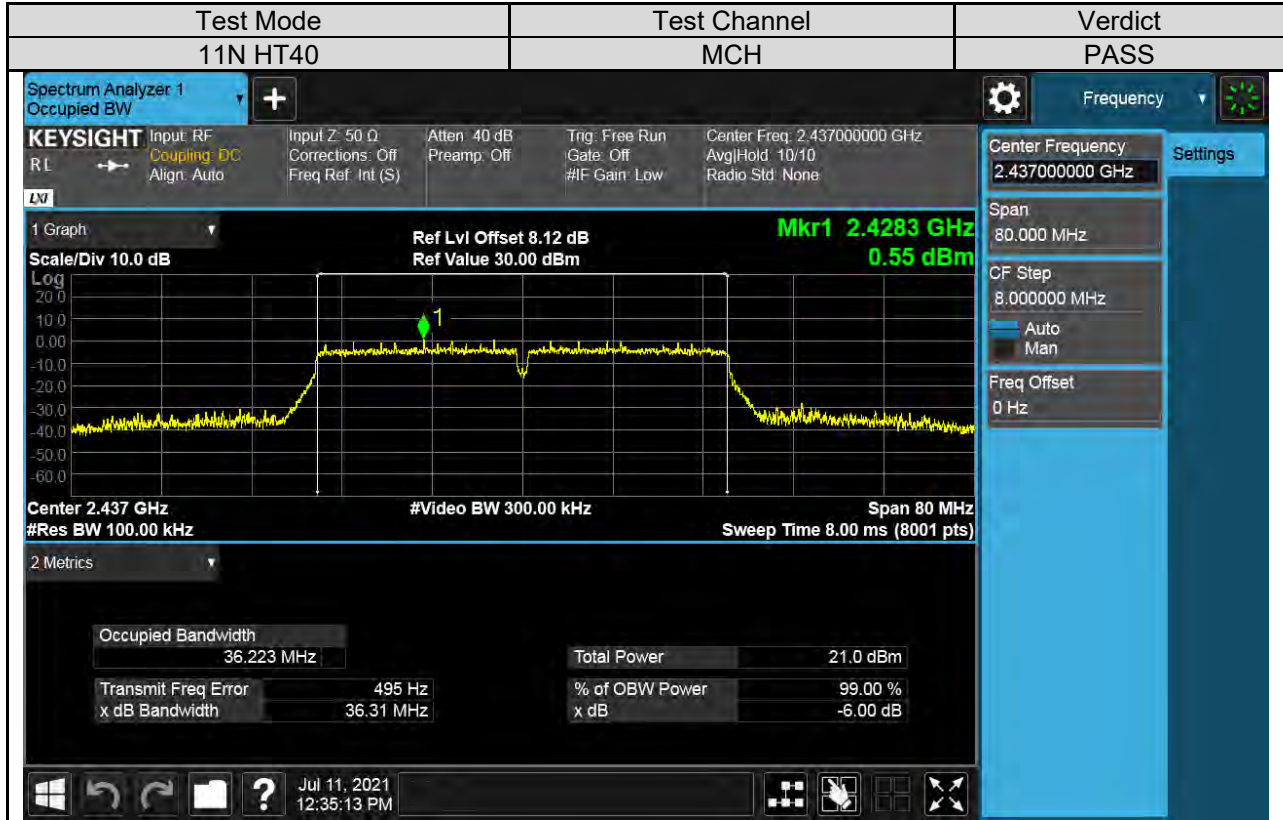 Test Mode Test Channel Verdict
11N HT40 MCH PASS
Spectrum Analyzer 1
Occupied BW
Frequency
KEYSIGHT Input: RF Input Z: 50 Ω Atten: 40 dB Trig: Free Run Center Freq: 2.437000000 GHz
RL Coupling: DC Corrections: Off Preamp: Off Gate: Off Avg|Hold: 10/10
Align: Auto Freq Ref: Int (S) #IF Gain: Low Radio Std: None
LXI
Center Frequency
2.437000000 GHz
Settings
Span
80.000 MHz
CF Step
8.000000 MHz
Auto
Man
Freq Offset
0 Hz
1 Graph
Ref Lvl Offset 8.12 dB
Mkr1 2.4283 GHz
Scale/Div 10.0 dB
Ref Value 30.00 dBm
0.55 dBm
Log
20.0
10.0
0.00
-10.0
-20.0
-30.0
-40.0
-50.0
-60.0
1
Center 2.437 GHz #Video BW 300.00 kHz Span 80 MHz
#Res BW 100.00 kHz Sweep Time 8.00 ms (8001 pts)
2 Metrics
Occupied Bandwidth
36.223 MHz
Total Power 21.0 dBm
Transmit Freq Error 495 Hz % of OBW Power 99.00 %
x dB Bandwidth 36.31 MHz x dB -6.00 dB
?
Jul 11, 2021
12:35:13 PM